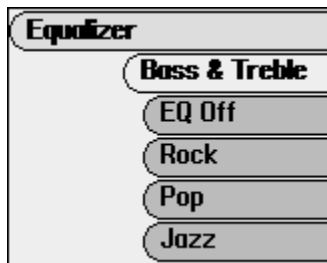 Equalizer
Bass & Treble
EQ Off
Rock
Pop
Jazz